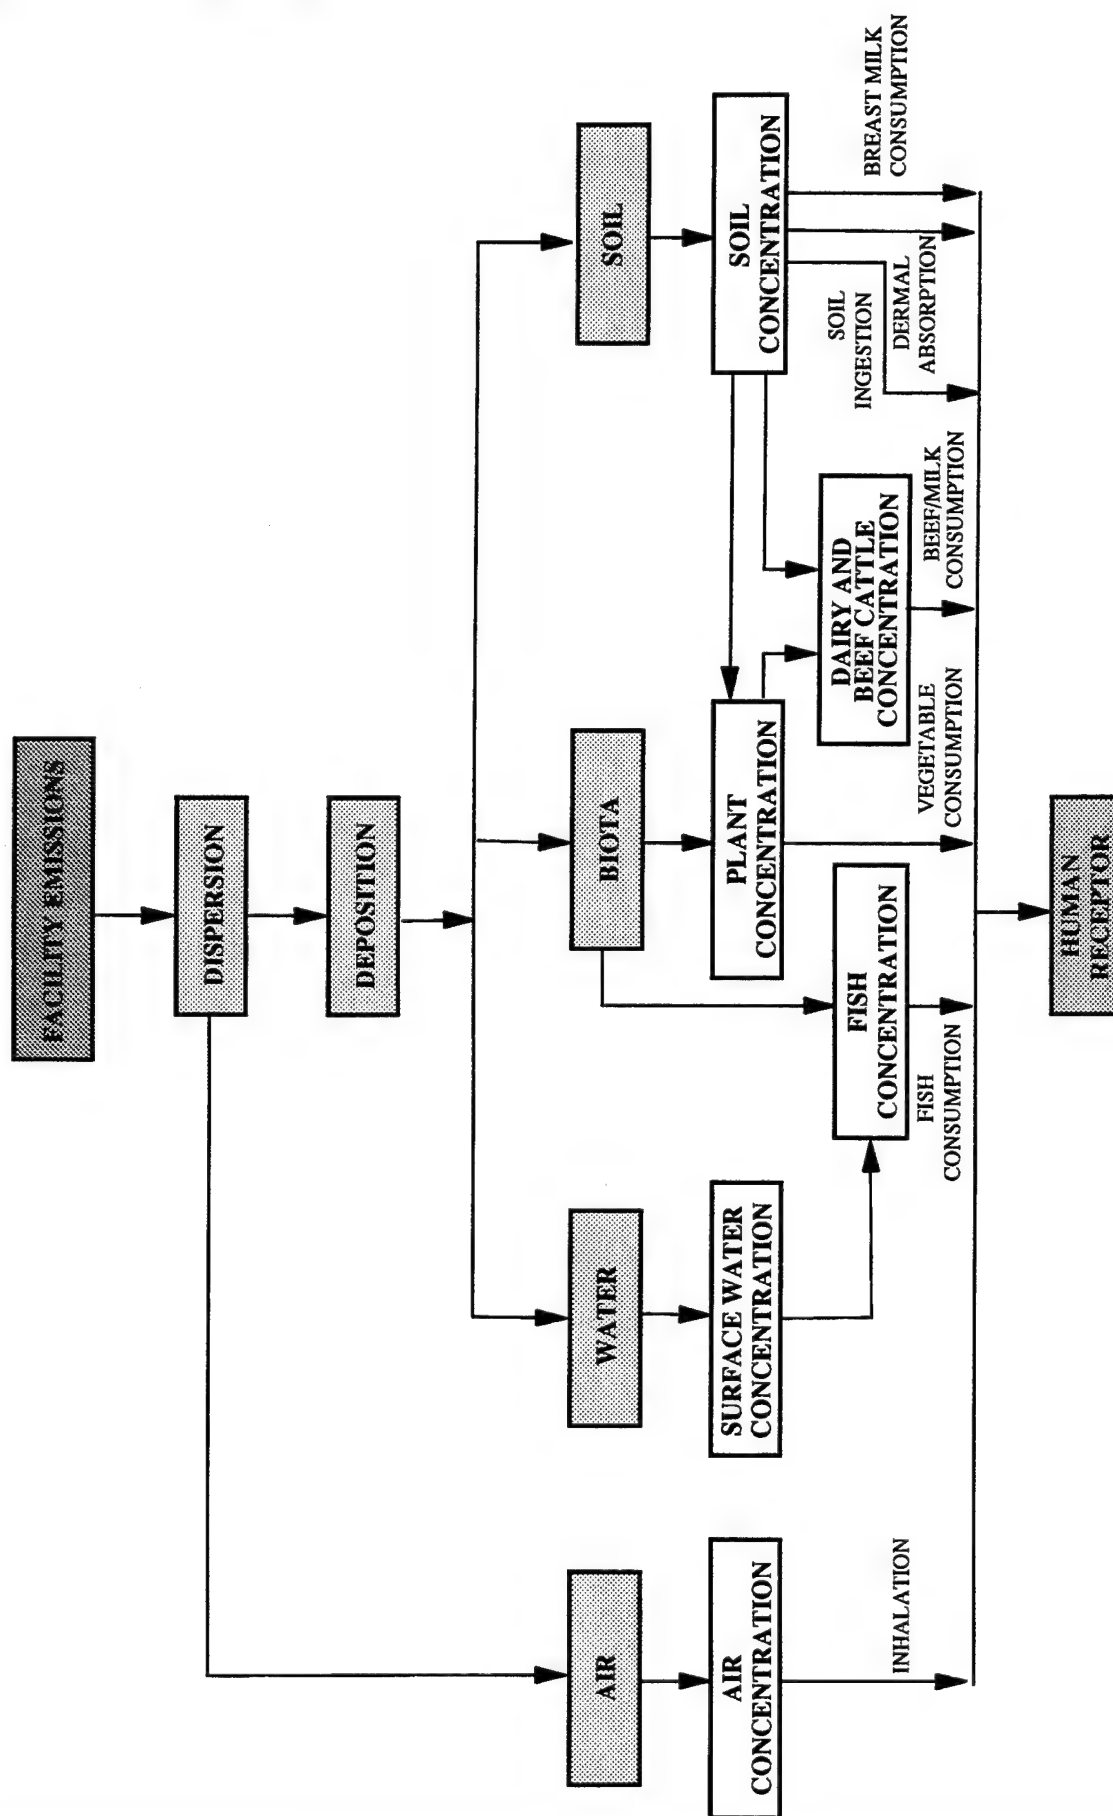 FACILITY EMISSIONS
DISPERSION
DEPOSITION
AIR
WATER
BIOTA
SOIL
AIR
CONCENTRATION
SURFACE WATER
CONCENTRATION
PLANT
CONCENTRATION
SOIL
CONCENTRATION
FISH
CONCENTRATION
DAIRY AND
BEEF CATTLE
CONCENTRATION
INHALATION
FISH
CONSUMPTION
VEGETABLE
CONSUMPTION
BEEF/MILK
CONSUMPTION
SOIL
INGESTION
DERMAL
ABSORPTION
BREAST MILK
CONSUMPTION
HUMAN
RECEPTOR